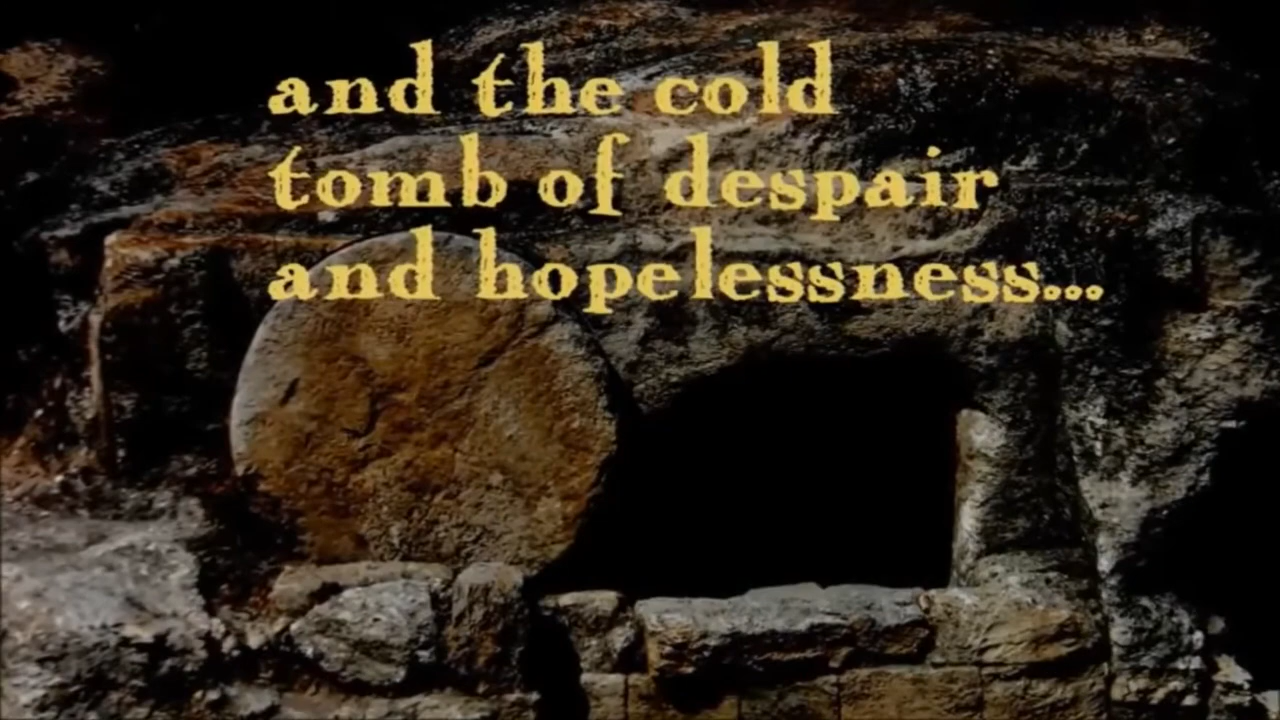 and the cold
tomb of despair
and hopelessness...